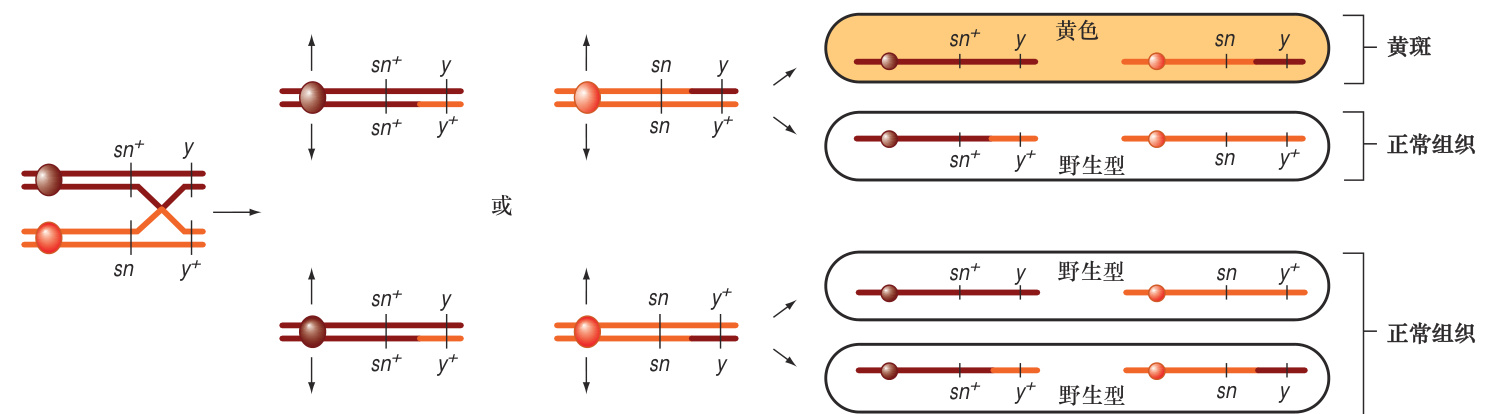 sn⁺ y
sn y⁺
sn⁺ y
sn⁺ y⁺
sn y
sn y⁺
或
sn⁺ y
sn⁺ y⁺
sn y⁺
sn y
黄色
sn⁺ y sn y
黄斑
sn⁺ y⁺ sn y⁺
野生型
正常组织
野生型
sn⁺ y sn y⁺
sn⁺ y⁺ sn y
野生型
正常组织